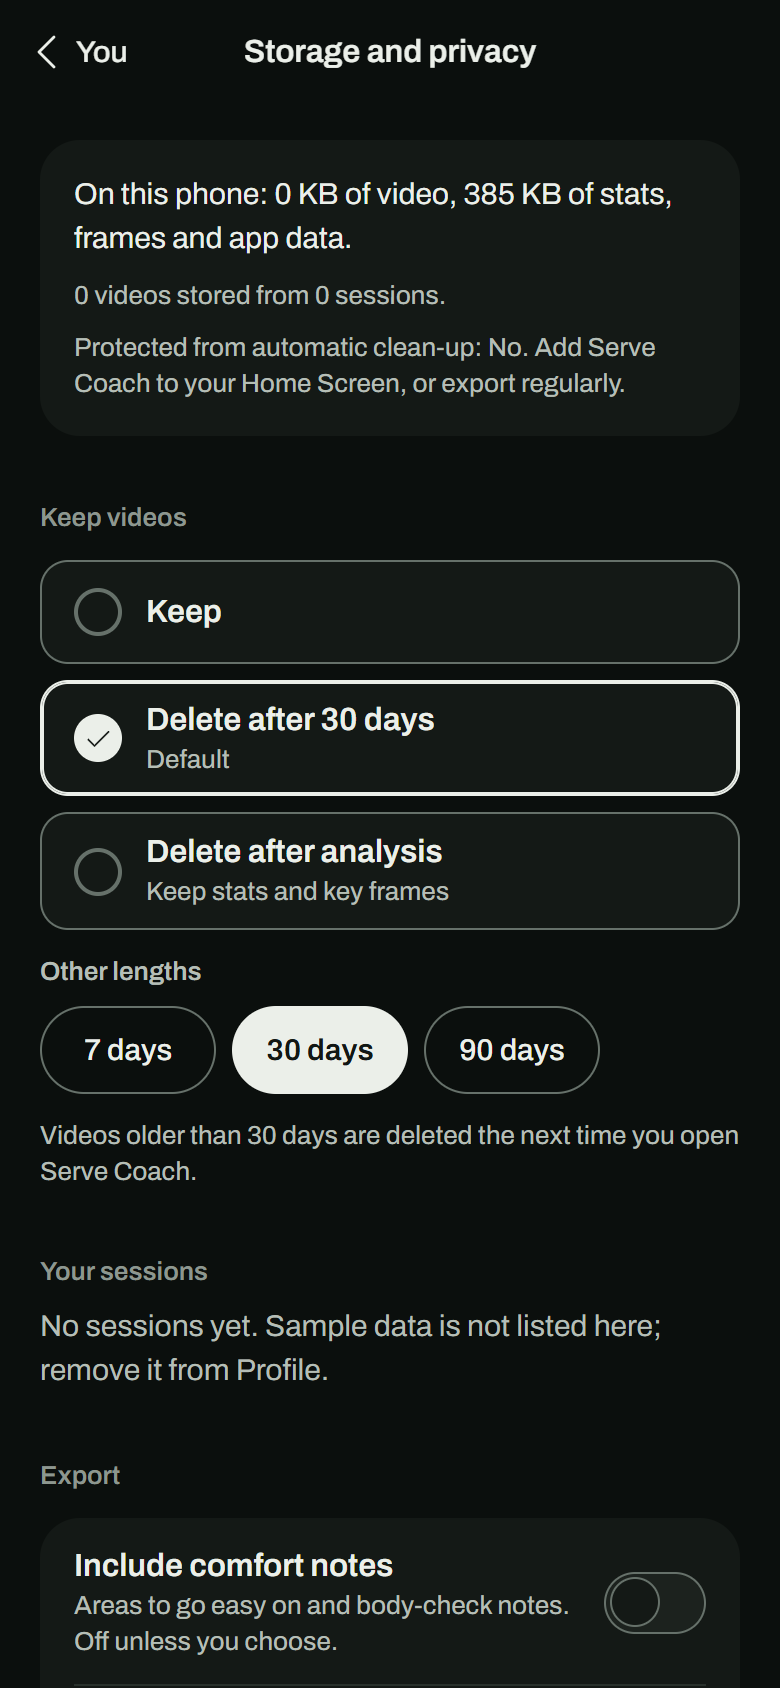 You
Storage and privacy
On this phone: 0 KB of video, 385 KB of stats,
frames and app data.
0 videos stored from 0 sessions.
Protected from automatic clean-up: No. Add Serve
Coach to your Home Screen, or export regularly.
Keep videos
Keep
Delete after 30 days
Default
Delete after analysis
Keep stats and key frames
Other lengths
7 days
30 days
90 days
Videos older than 30 days are deleted the next time you open
Serve Coach.
Your sessions
No sessions yet. Sample data is not listed here;
remove it from Profile.
Export
Include comfort notes
Areas to go easy on and body-check notes.
Off unless you choose.